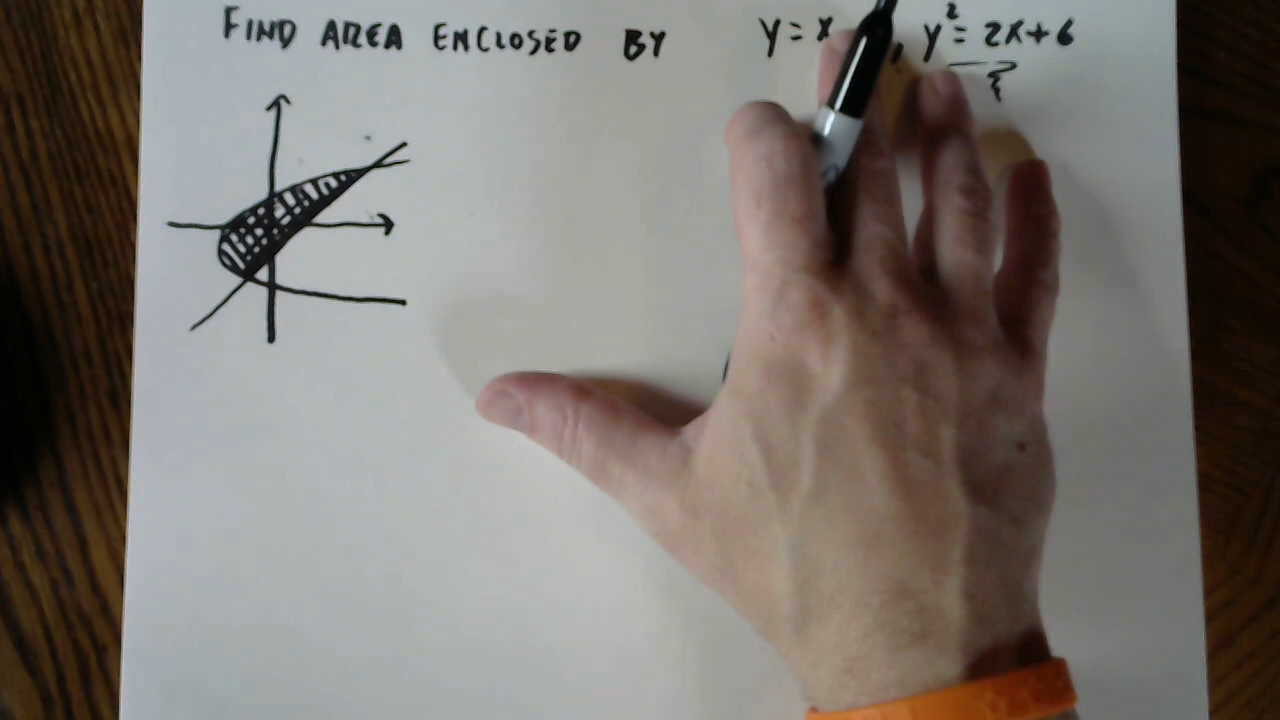 FIND AREA ENCLOSED BY y=x , y²=2x+6